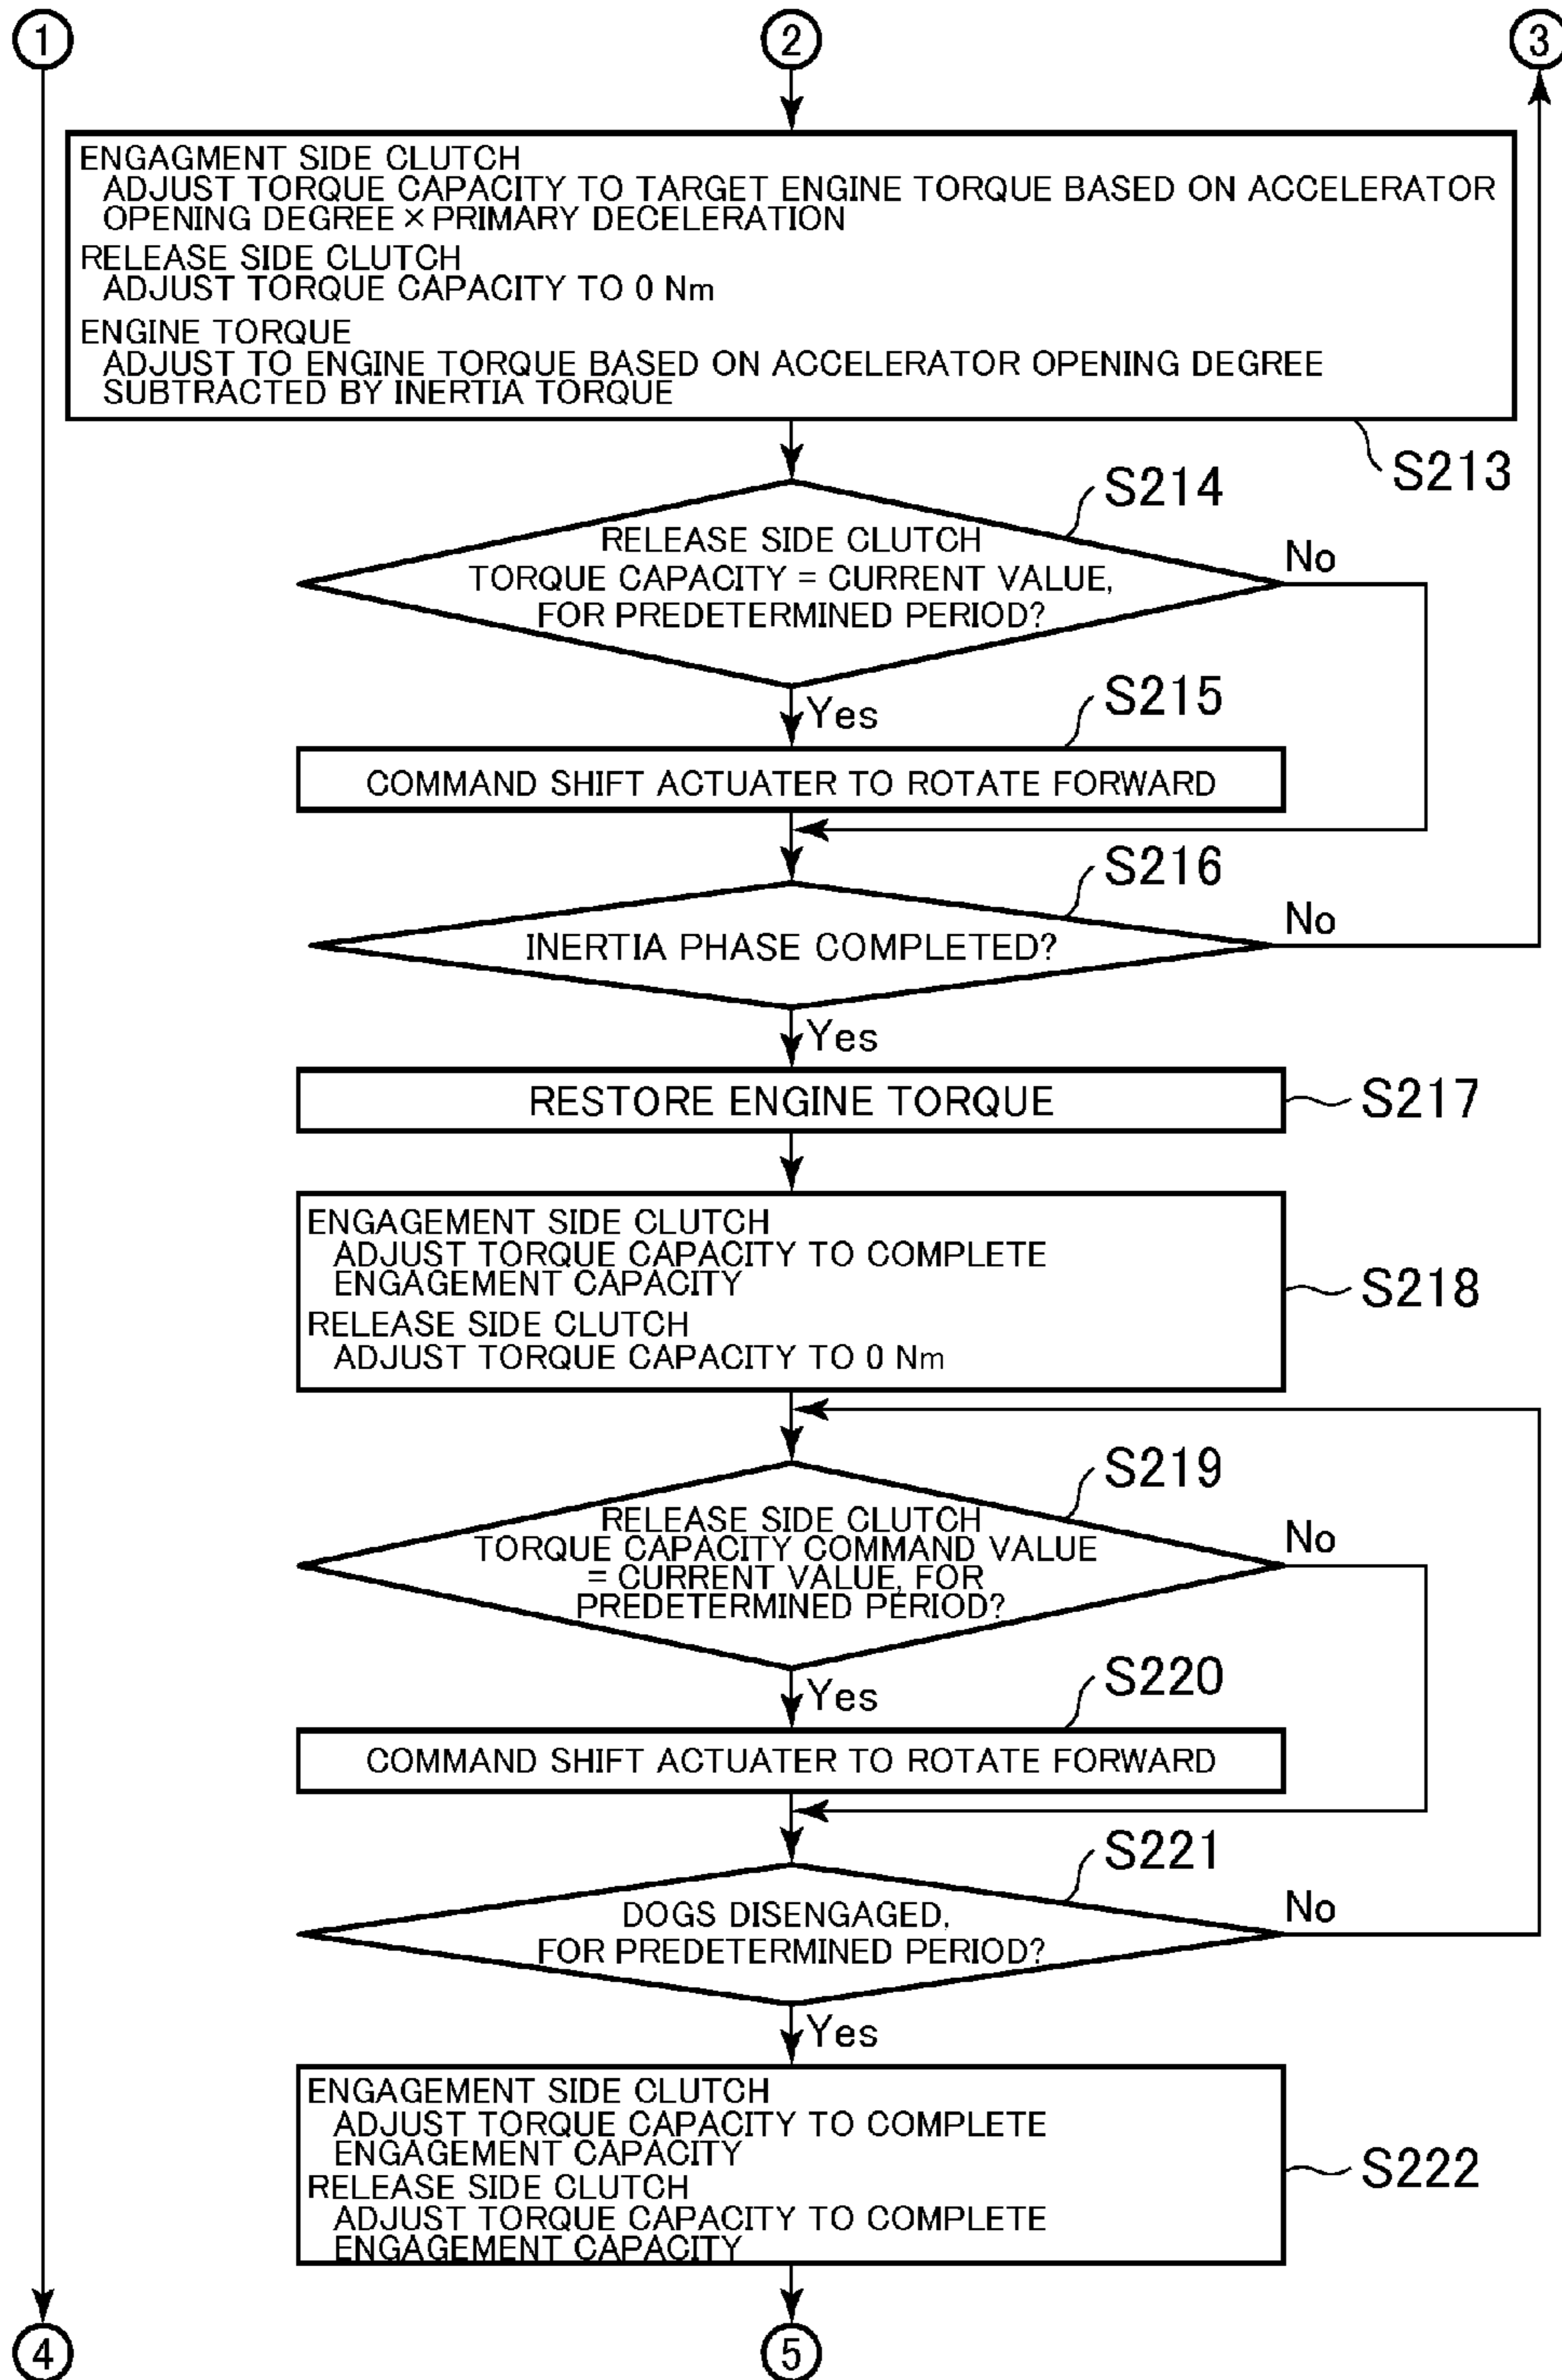 1
2
3
ENGAGMENT SIDE CLUTCH
ADJUST TORQUE CAPACITY TO TARGET ENGINE TORQUE BASED ON ACCELERATOR
OPENING DEGREE × PRIMARY DECELERATION
RELEASE SIDE CLUTCH
ADJUST TORQUE CAPACITY TO 0 Nm
ENGINE TORQUE
ADJUST TO ENGINE TORQUE BASED ON ACCELERATOR OPENING DEGREE
SUBTRACTED BY INERTIA TORQUE
S213
S214
RELEASE SIDE CLUTCH
TORQUE CAPACITY = CURRENT VALUE,
FOR PREDETERMINED PERIOD?
No
Yes
S215
COMMAND SHIFT ACTUATER TO ROTATE FORWARD
S216
INERTIA PHASE COMPLETED?
No
Yes
RESTORE ENGINE TORQUE
S217
ENGAGEMENT SIDE CLUTCH
ADJUST TORQUE CAPACITY TO COMPLETE
ENGAGEMENT CAPACITY
RELEASE SIDE CLUTCH
ADJUST TORQUE CAPACITY TO 0 Nm
S218
S219
RELEASE SIDE CLUTCH
TORQUE CAPACITY COMMAND VALUE
= CURRENT VALUE, FOR
PREDETERMINED PERIOD?
No
Yes
S220
COMMAND SHIFT ACTUATER TO ROTATE FORWARD
S221
DOGS DISENGAGED,
FOR PREDETERMINED PERIOD?
No
Yes
ENGAGEMENT SIDE CLUTCH
ADJUST TORQUE CAPACITY TO COMPLETE
ENGAGEMENT CAPACITY
RELEASE SIDE CLUTCH
ADJUST TORQUE CAPACITY TO COMPLETE
ENGAGEMENT CAPACITY
S222
4
5